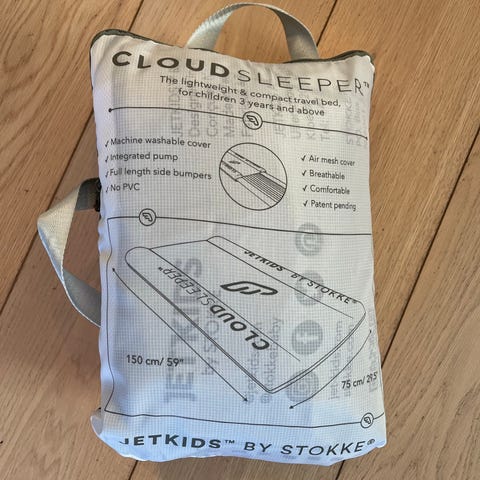 CLOUDSLEEPER™
The lightweight & compact travel bed,
for children 3 years and above
✓ Machine washable cover
✓ Integrated pump
✓ Full length side bumpers
✓ No PVC
✓ Air mesh cover
✓ Breathable
✓ Comfortable
✓ Patent pending
JETKIDS™ BY STOKKE®
CLOUDSLEEPER™
150 cm/ 59"
75 cm/ 29.5"
JETKIDS™ BY STOKKE®